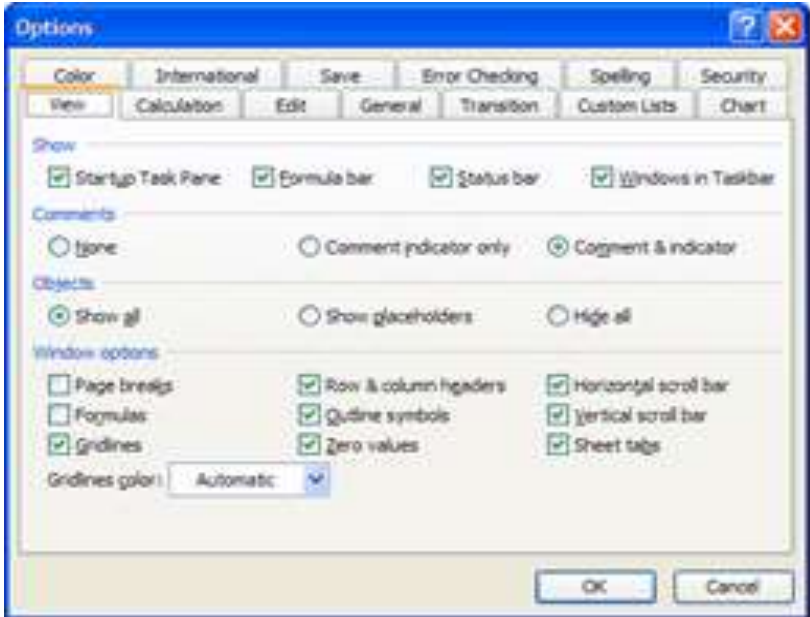 Options
Color International Save Error Checking Spelling Security
View Calculation Edit General Transition Custom Lists Chart
Show
Startup Task Pane Formula bar Status bar Windows in Taskbar
Comments
None Comment indicator only Comment & indicator
Objects
Show all Show placeholders Hide all
Window options
Page breaks Row & column headers Horizontal scroll bar
Formulas Outline symbols Vertical scroll bar
Gridlines Zero values Sheet tabs
Gridlines color: Automatic
OK Cancel